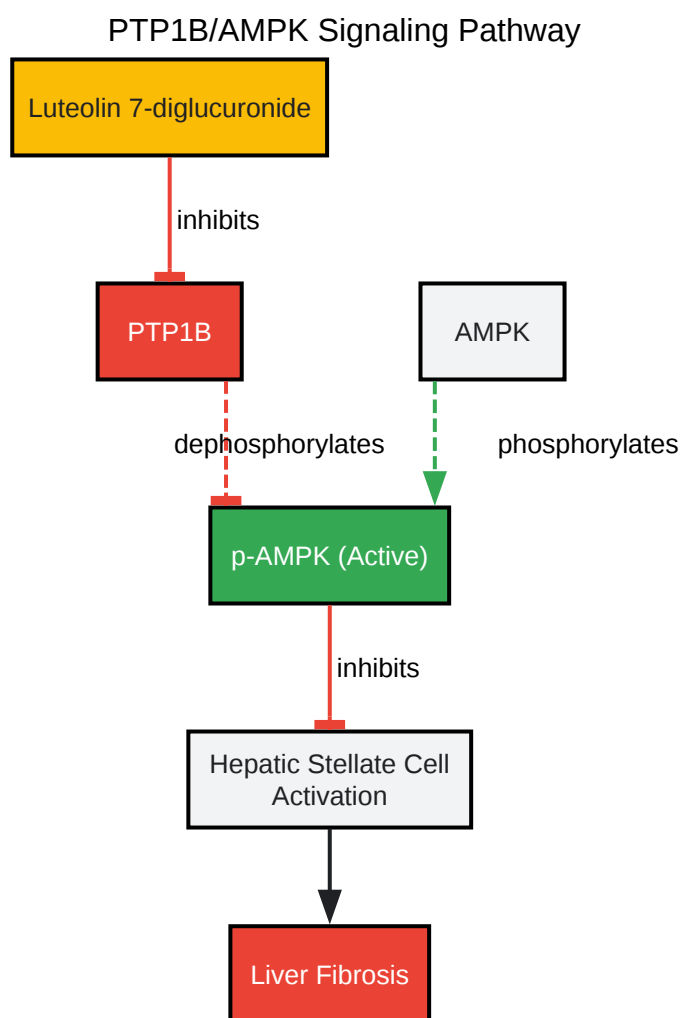 PTP1B/AMPK Signaling Pathway
Luteolin 7-diglucuronide
inhibits
PTP1B
AMPK
dephosphorylates
phosphorylates
p-AMPK (Active)
inhibits
Hepatic Stellate Cell
Activation
Liver Fibrosis